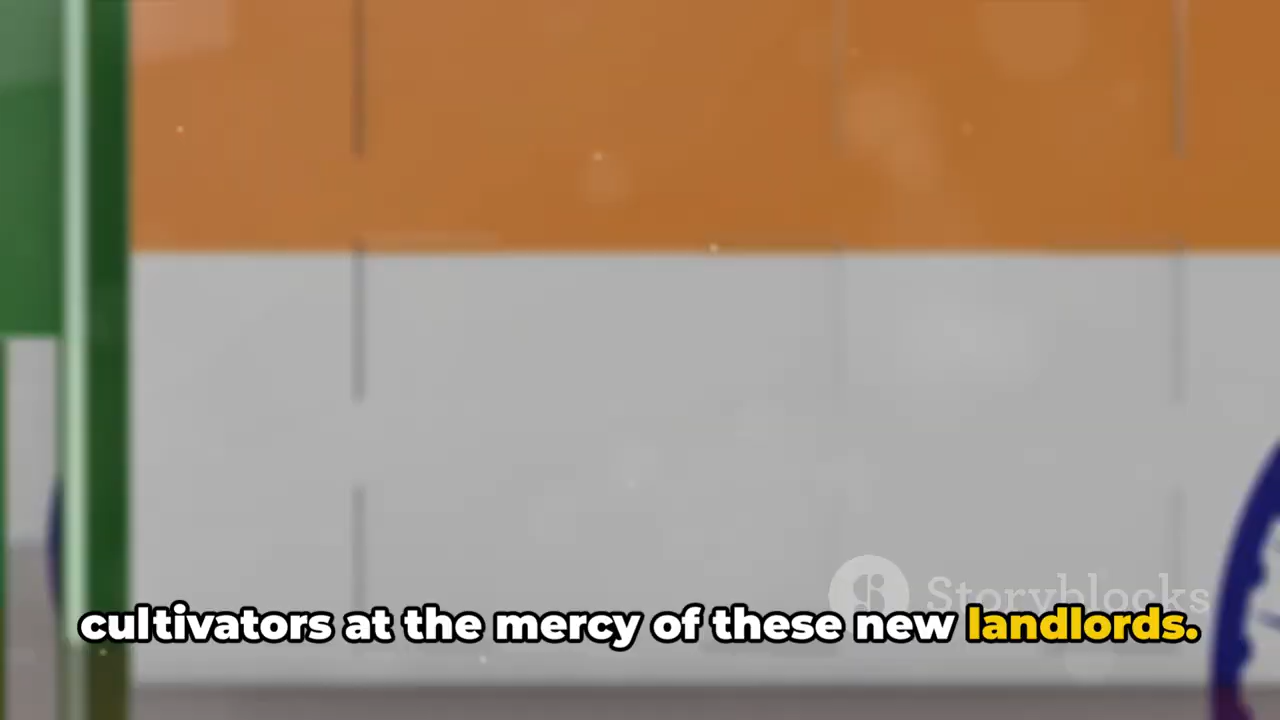 Storyblocks
cultivators at the mercy of these new landlords.